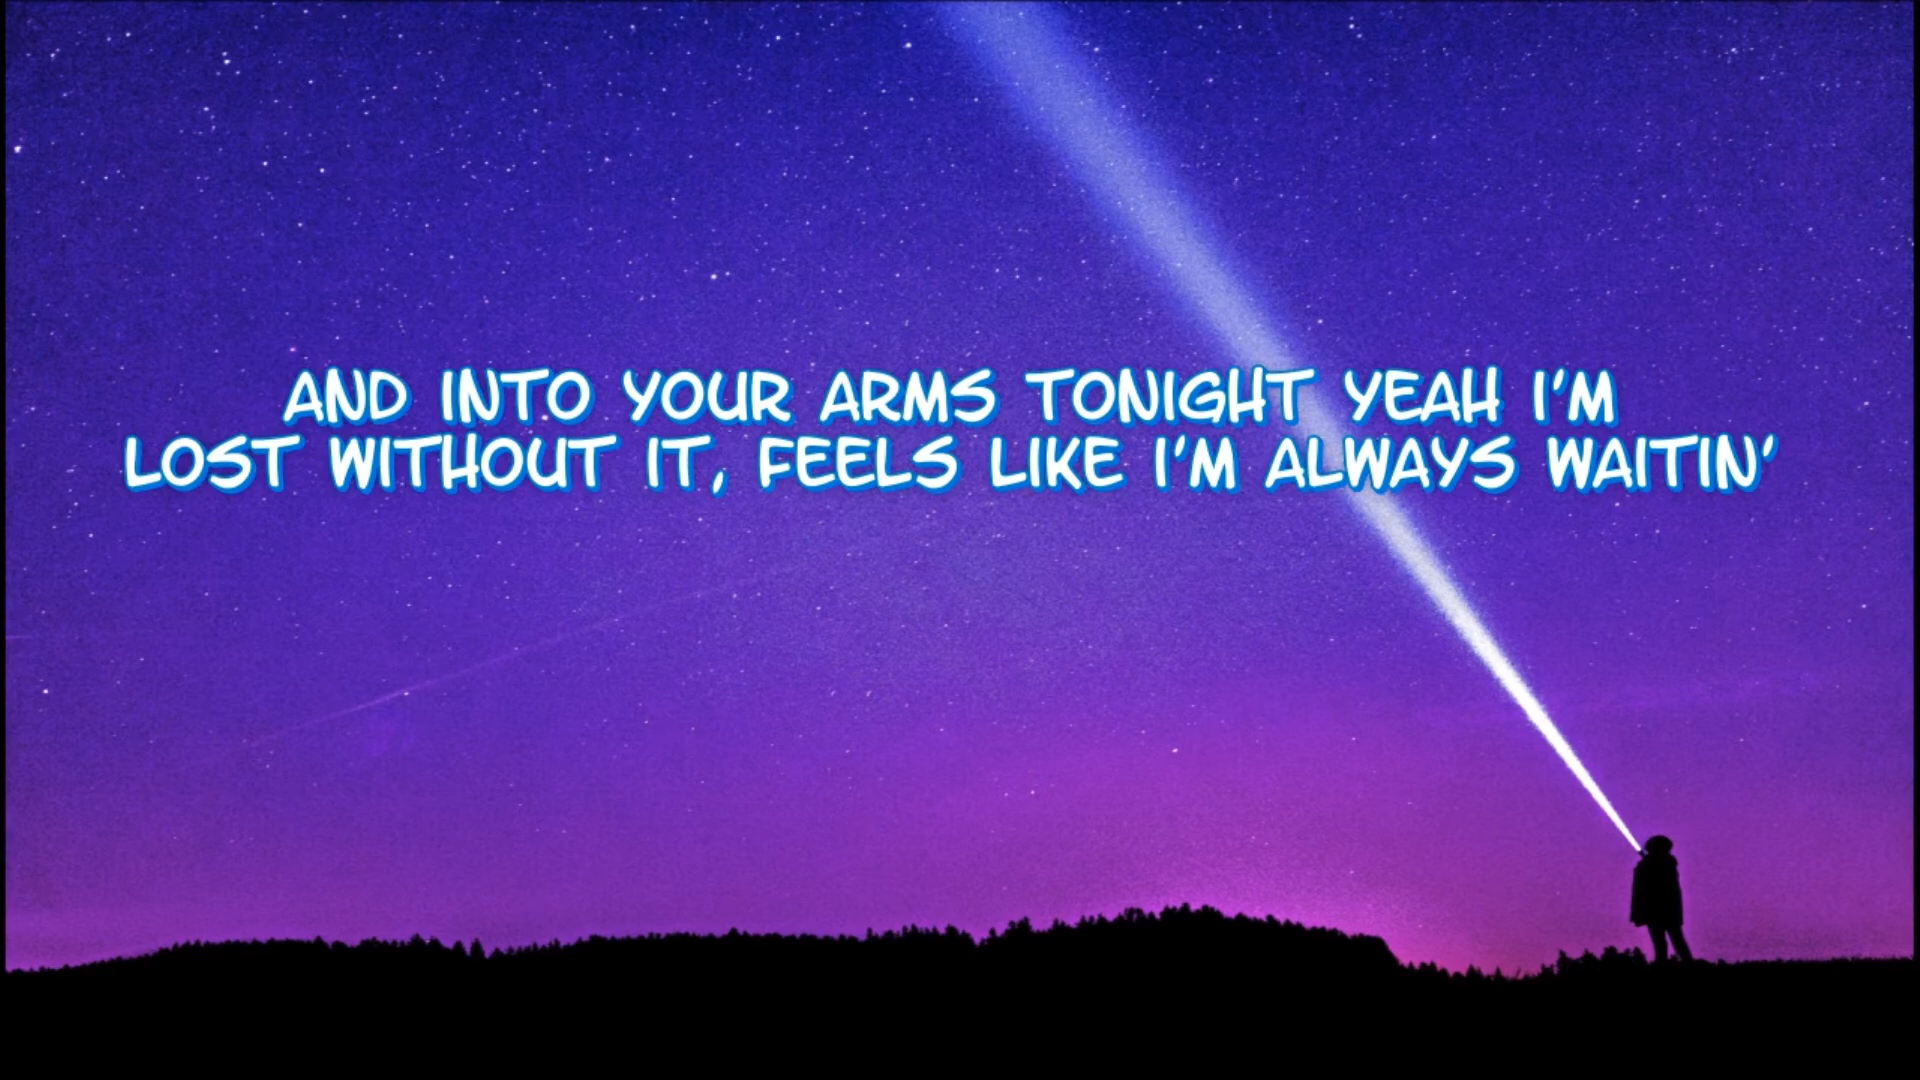 AND INTO YOUR ARMS TONIGHT YEAH I'M
LOST WITHOUT IT, FEELS LIKE I'M ALWAYS WAITIN'